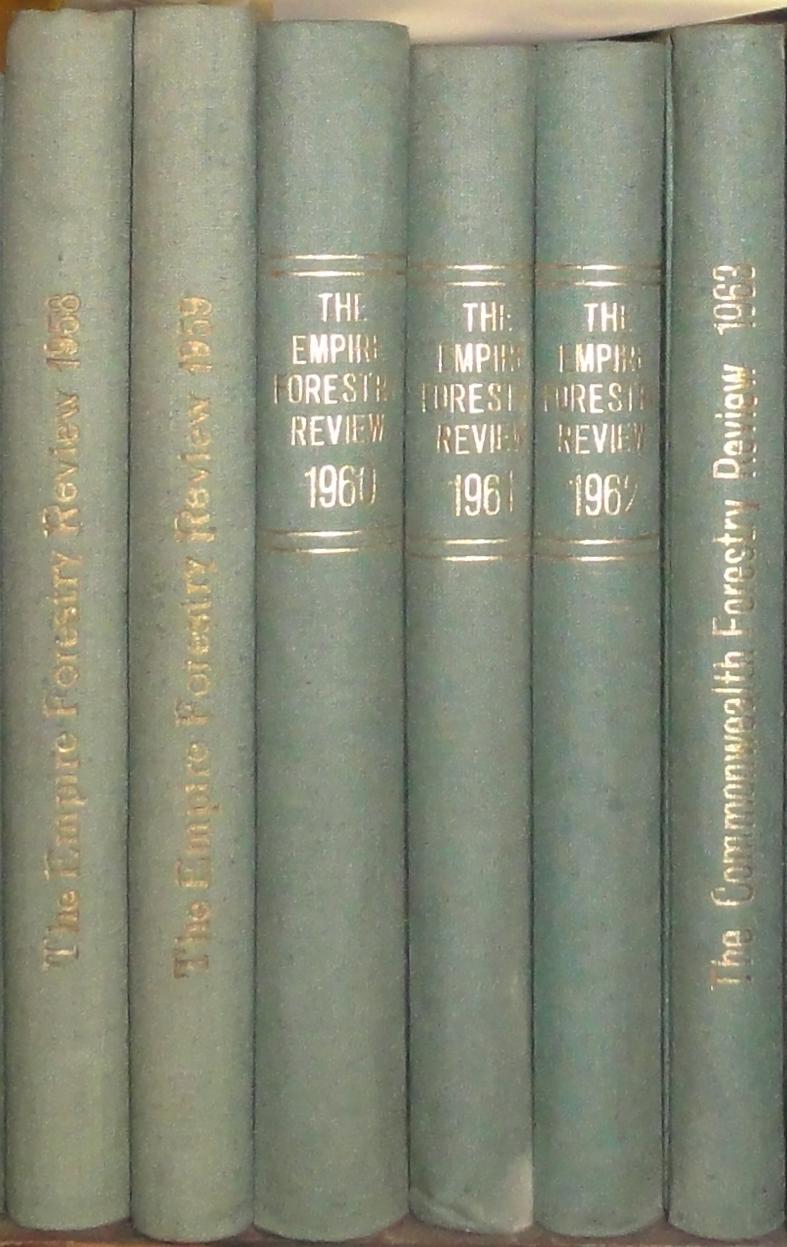 The Empire Forestry Review 1958
The Empire Forestry Review 1959
THE
EMPIRE
FORESTRY
REVIEW
1960
THE
EMPIRE
FORESTRY
REVIEW
1961
THE
EMPIRE
FORESTRY
REVIEW
1962
The Commonwealth Forestry Review 1963